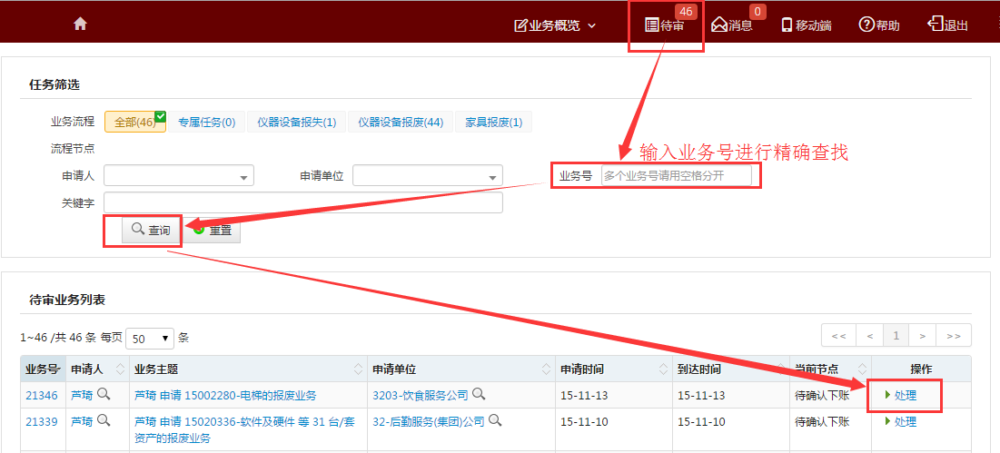 业务概览 待审 46 消息 0 移动端 帮助 退出
任务筛选
业务流程 全部(46) 专属任务(0) 仪器设备报失(1) 仪器设备报废(44) 家具报废(1)
流程节点
输入业务号进行精确查找
申请人 申请单位 业务号 多个业务号请用空格分开
关键字
查询 重置
待审业务列表
1~46 /共 46 条 每页 50 条 << < 1 > >>
业务号 申请人 业务主题 申请单位 申请时间 到达时间 当前节点 操作
21346 芦琦 芦琦 申请 15002280-电梯的报废业务 3203-饮食服务公司 15-11-13 15-11-13 待确认下账 处理
21339 芦琦 芦琦 申请 15020336-软件及硬件 等 31 台/套 32-后勤服务(集团)公司 15-11-10 15-11-10 待确认下账 处理
资产的报废业务